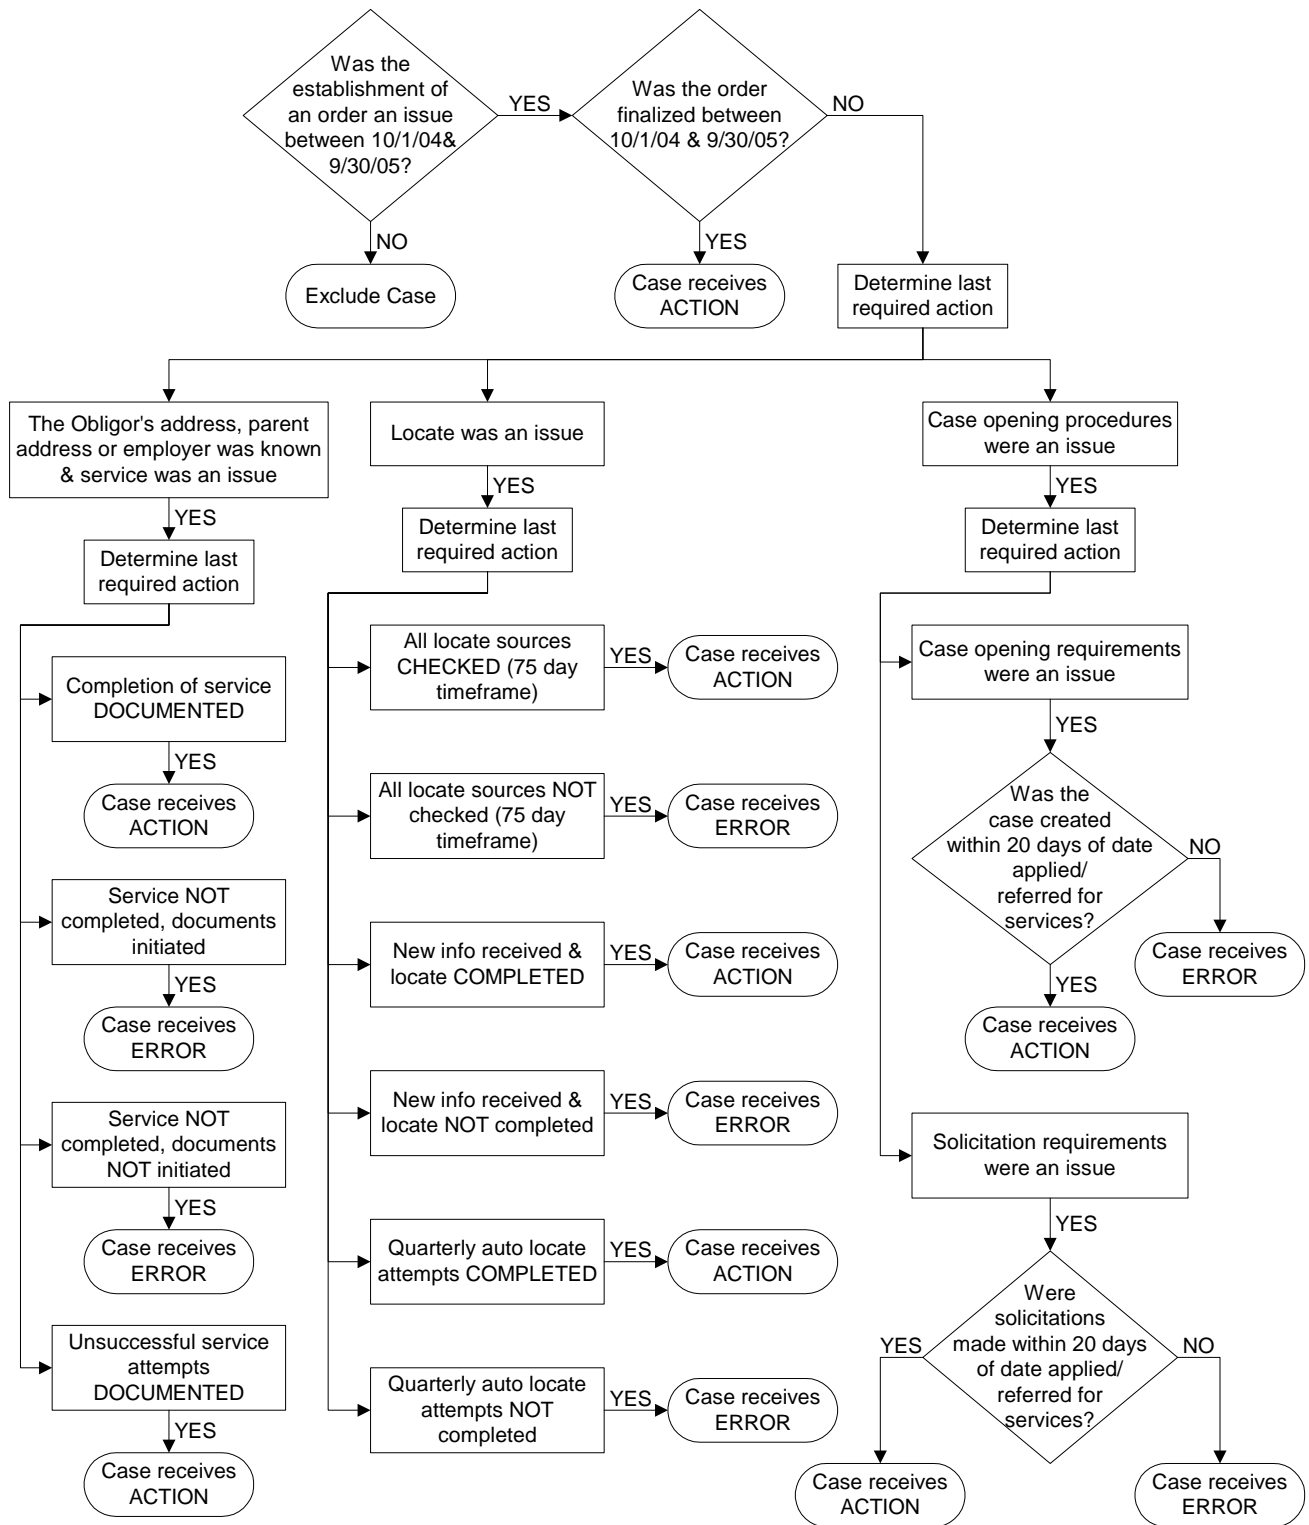 Was the
establishment of
an order an issue
between 10/1/04&
9/30/05?
YES
Was the order
finalized between
10/1/04 & 9/30/05?
NO
NO
YES
Exclude Case
Case receives
ACTION
Determine last
required action
The Obligor's address, parent
address or employer was known
& service was an issue
YES
Determine last
required action
Completion of service
DOCUMENTED
YES
Case receives
ACTION
Service NOT
completed, documents
initiated
YES
Case receives
ERROR
Service NOT
completed, documents
NOT initiated
YES
Case receives
ERROR
Unsuccessful service
attempts
DOCUMENTED
YES
Case receives
ACTION
Locate was an issue
YES
Determine last
required action
All locate sources
CHECKED (75 day
timeframe)
YES
Case receives
ACTION
All locate sources NOT
checked (75 day
timeframe)
YES
Case receives
ERROR
New info received &
locate COMPLETED
YES
Case receives
ACTION
New info received &
locate NOT completed
YES
Case receives
ERROR
Quarterly auto locate
attempts COMPLETED
YES
Case receives
ACTION
Quarterly auto locate
attempts NOT
completed
YES
Case receives
ERROR
Case opening procedures
were an issue
YES
Determine last
required action
Case opening requirements
were an issue
YES
Was the
case created
within 20 days of date
applied/
referred for
services?
NO
Case receives
ERROR
YES
Case receives
ACTION
Solicitation requirements
were an issue
YES
Were
solicitations
made within 20 days
of date applied/
referred for
services?
YES
NO
Case receives
ACTION
Case receives
ERROR